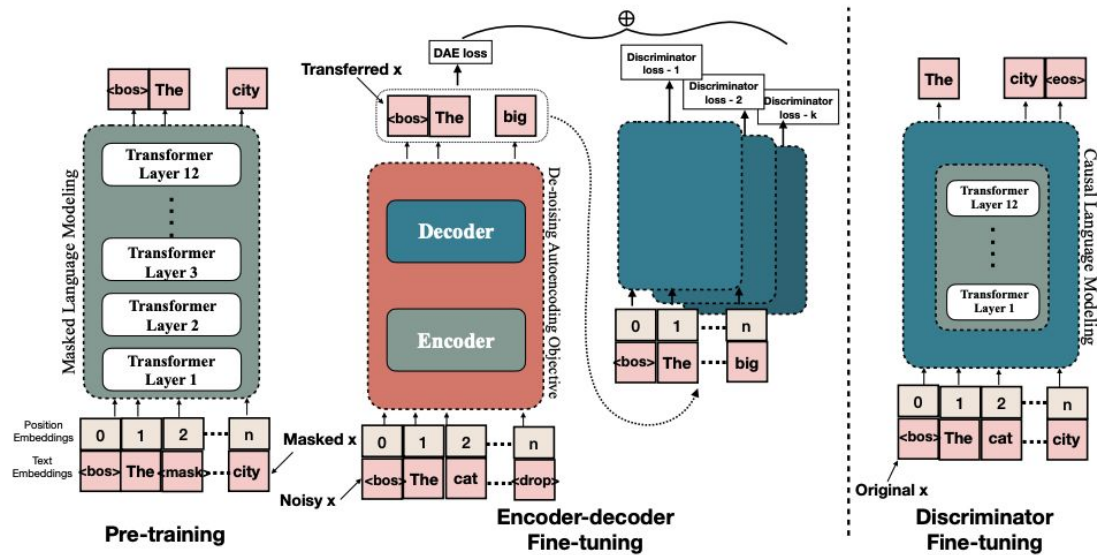 <bos> The city
Masked Language Modeling
Transformer
Layer 12
Transformer
Layer 3
Transformer
Layer 2
Transformer
Layer 1
Position
Embeddings
0 1 2 n
Text
Embeddings
<bos> The <mask> city
Masked x
Pre-training
⊕
DAE loss
Transferred x
<bos> The big
Decoder
Encoder
De-noising Autoencoding Objective
0 1 2 n
<bos> The cat <drop>
Noisy x
Discriminator
loss - 1
Discriminator
loss - 2
Discriminator
loss - k
0 1 n
<bos> The big
Encoder-decoder
Fine-tuning
The city <eos>
Causal Language Modeling
Transformer
Layer 12
Transformer
Layer 1
0 1 2 n
<bos> The cat city
Original x
Discriminator
Fine-tuning